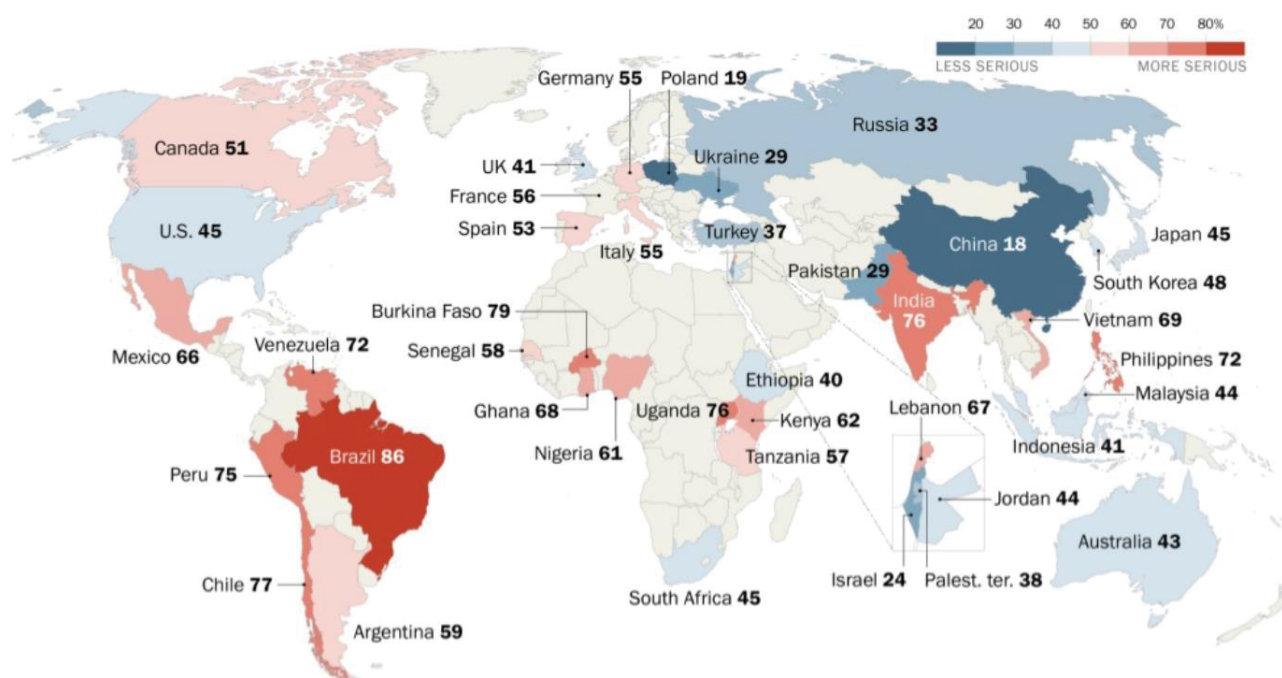 20 30 40 50 60 70 80%
LESS SERIOUS MORE SERIOUS
Germany 55 Poland 19
Russia 33
Canada 51
UK 41
Ukraine 29
France 56
U.S. 45
Spain 53
Turkey 37
Japan 45
China 18
Italy 55
Pakistan 29
South Korea 48
India
76
Burkina Faso 79
Vietnam 69
Venezuela 72
Senegal 58
Mexico 66
Philippines 72
Ethiopia 40
Malaysia 44
Ghana 68
Uganda 76
Lebanon 67
Kenya 62
Indonesia 41
Nigeria 61
Tanzania 57
Brazil 86
Peru 75
Jordan 44
Australia 43
Chile 77
Israel 24 Palest. ter. 38
South Africa 45
Argentina 59